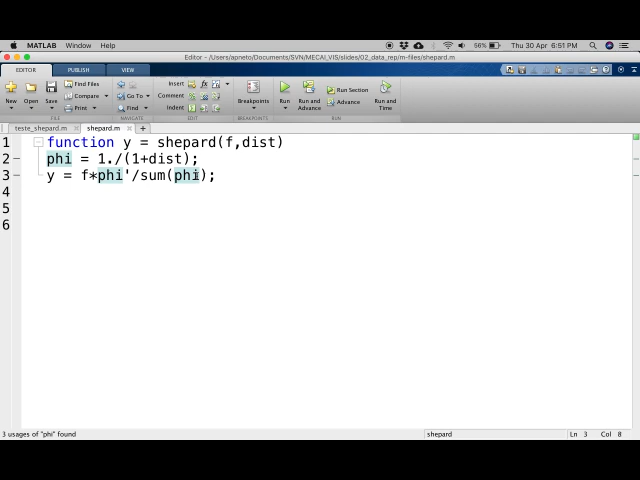 MATLAB Window Help 56% Thu 30 Apr 6:51 PM
Editor - /Users/apneto/Documents/SVN/MECAI_VIS/slides/02_data_rep/m-files/shepard.m
EDITOR PUBLISH VIEW
New Open Save Find Files Compare Print
Go To Find
Insert Comment Indent
Breakpoints
Run Run and Advance Run Section Advance Run and Time
FILE NAVIGATE EDIT BREAKPOINTS RUN
teste_shepard.m shepard.m
1 function y = shepard(f,dist)
2 phi = 1./(1+dist);
3 y = f*phi'/sum(phi);
4
5
6
3 usages of "phi" found shepard Ln 3 Col 8